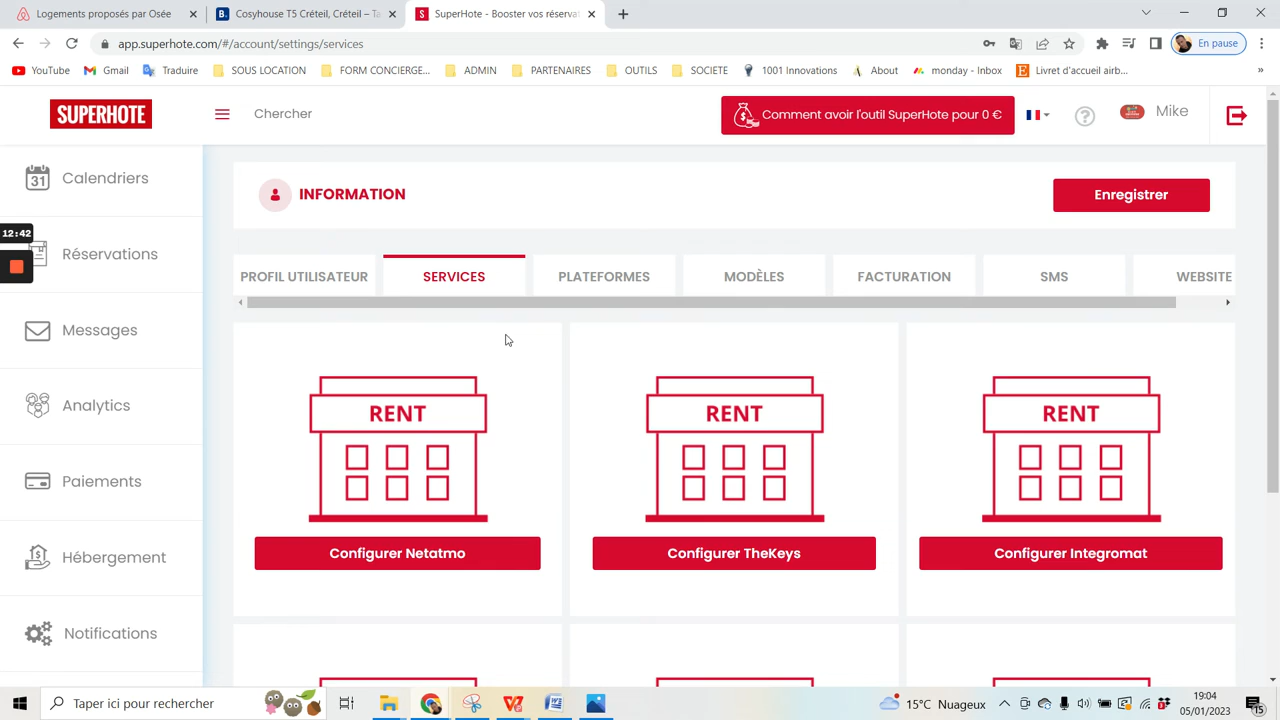 Logements proposés par Osée
Cosyhouse T5 Créteil, Créteil – Ta
SuperHote – Boostez vos réservat
app.superhote.com/#/account/settings/services
En pause
YouTube
Gmail
Traduire
SOUS LOCATION
FORM CONCIERGE...
ADMIN
PARTENAIRES
OUTILS
SOCIETE
1001 Innovations
About
monday - Inbox
Livret d'accueil airb...
»
SUPERHOTE
Chercher
Comment avoir l'outil SuperHote pour 0 €
Mike
31 Calendriers
Réservations
Messages
Analytics
Paiements
Hébergement
Notifications
12:42
INFORMATION
Enregistrer
PROFIL UTILISATEUR
SERVICES
PLATEFORMES
MODÈLES
FACTURATION
SMS
WEBSITE
RENT
RENT
RENT
Configurer Netatmo
Configurer TheKeys
Configurer Integromat
Taper ici pour rechercher
15°C Nuageux
19:04
05/01/2023
15